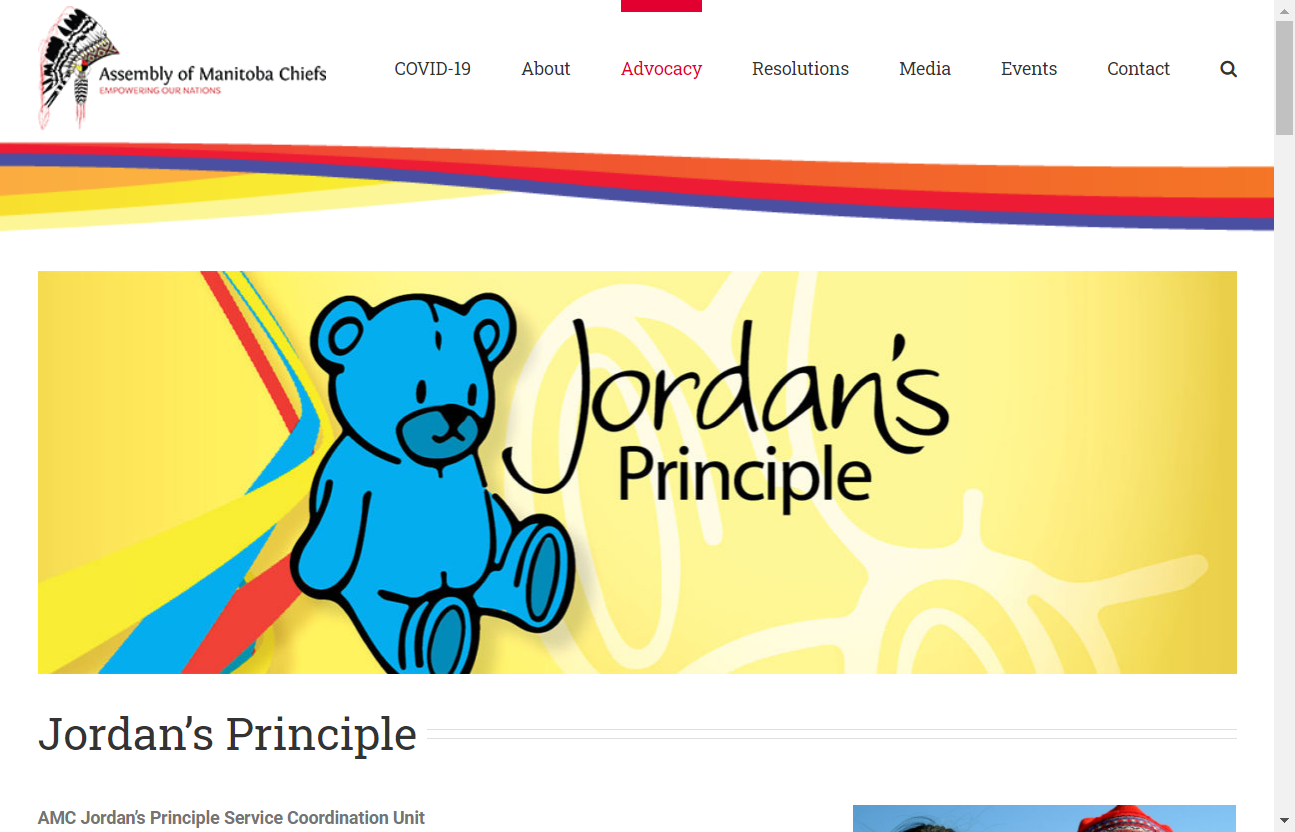 Assembly of Manitoba Chiefs
EMPOWERING OUR NATIONS
COVID-19 About Advocacy Resolutions Media Events Contact
Jordan's
Principle
Jordan’s Principle
AMC Jordan’s Principle Service Coordination Unit